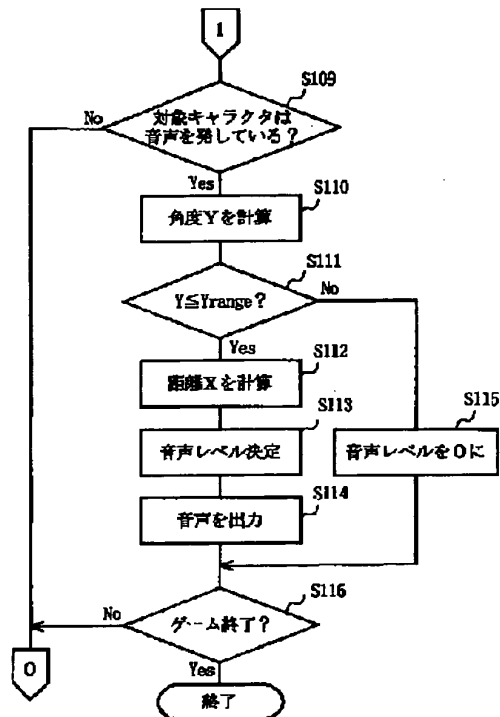 1
S109
対象キャラクタは
音声を発している？
No
Yes
S110
角度Yを計算
S111
Y≦Yrange？
No
Yes
S112
距離Xを計算
S113
音声レベル決定
S115
音声レベルを0に
S114
音声を出力
S116
ゲーム終了？
No
Yes
0
終了